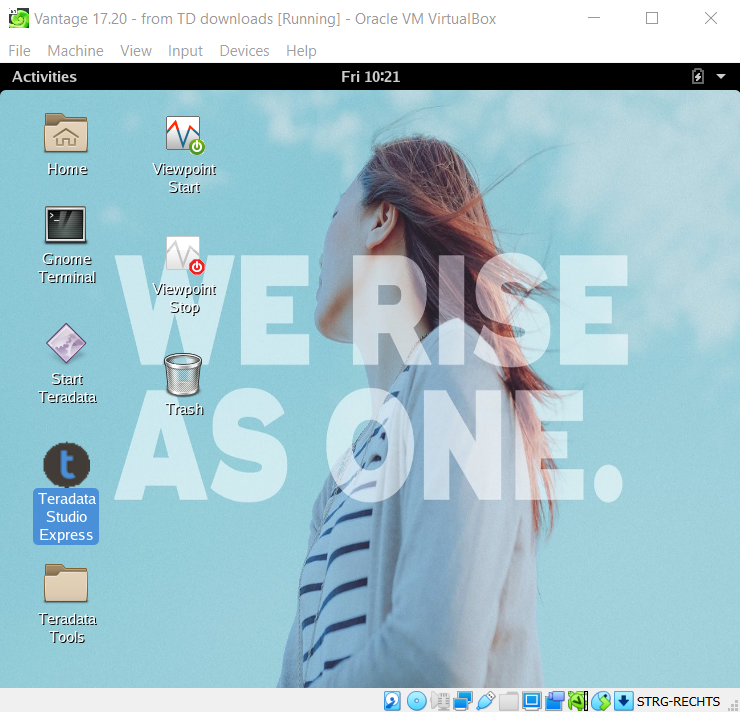 Vantage 17.20 - from TD downloads [Running] - Oracle VM VirtualBox
File Machine View Input Devices Help
Activities Fri 10:21
Home
Viewpoint
Start
Gnome
Terminal
Viewpoint
Stop
Start
Teradata
Trash
Teradata
Studio
Express
Teradata
Tools
WE RISE
AS ONE.
STRG-RECHTS